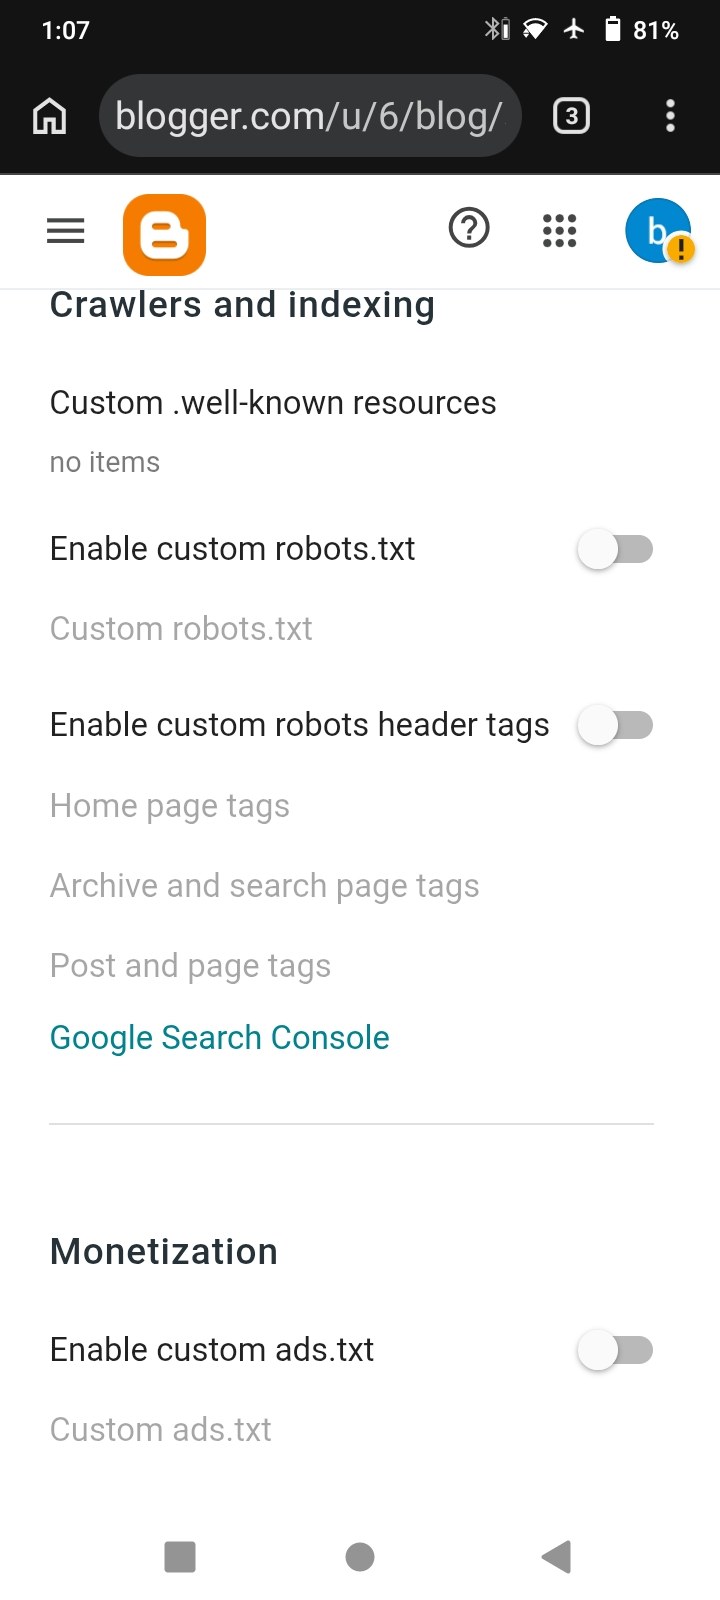 1:07
81%
blogger.com/u/6/blog/
3
b
Crawlers and indexing
Custom .well-known resources
no items
Enable custom robots.txt
Custom robots.txt
Enable custom robots header tags
Home page tags
Archive and search page tags
Post and page tags
Google Search Console
Monetization
Enable custom ads.txt
Custom ads.txt